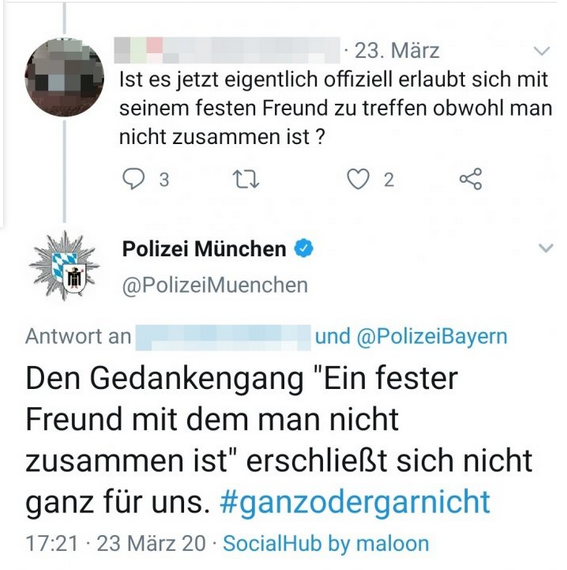 · 23. März
Ist es jetzt eigentlich offiziell erlaubt sich mit
seinem festen Freund zu treffen obwohl man
nicht zusammen ist ?
3 2
Polizei München
@PolizeiMuenchen
Antwort an und @PolizeiBayern
Den Gedankengang "Ein fester
Freund mit dem man nicht
zusammen ist" erschließt sich nicht
ganz für uns. #ganzodergarnicht
17:21 · 23 März 20 · SocialHub by maloon